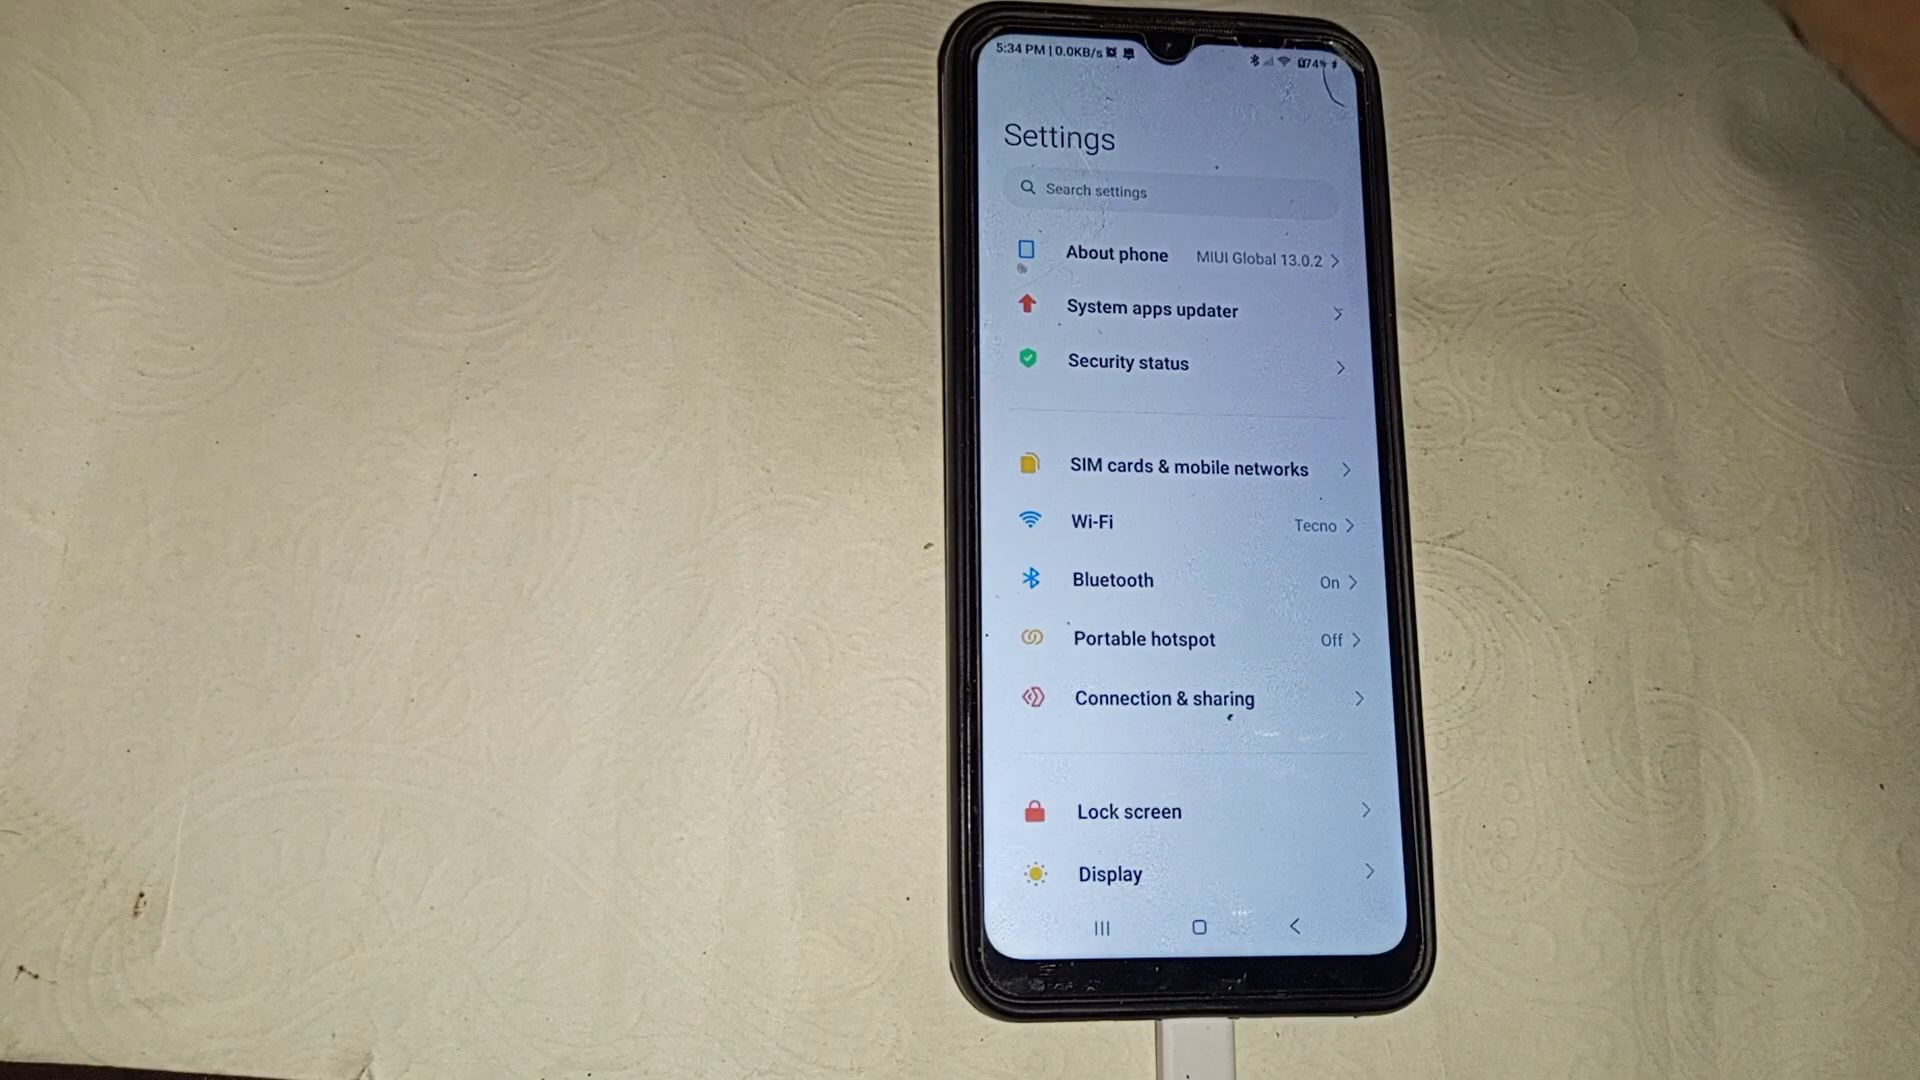 5:34 PM | 0.0KB/s
74
Settings
Search settings
About phone MIUI Global 13.0.2
System apps updater
Security status
SIM cards & mobile networks
Wi-Fi Tecno
Bluetooth On
Portable hotspot Off
Connection & sharing
Lock screen
Display